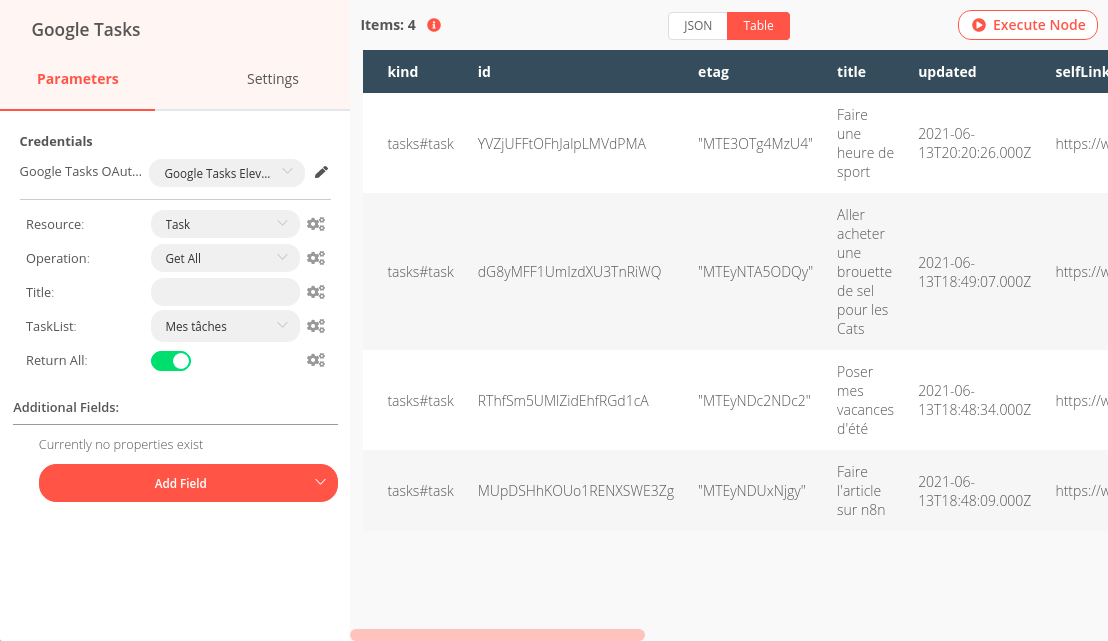 Google Tasks
Parameters
Settings
Credentials
Google Tasks OAut...
Google Tasks Elev...
Resource:
Task
Operation:
Get All
Title:
TaskList:
Mes tâches
Return All:
Additional Fields:
Currently no properties exist
Add Field
Items: 4
JSON
Table
Execute Node
kind
id
etag
title
updated
selfLink
tasks#task
YVZjUFFtOFhJalpLMVdPMA
"MTE3OTg4MzU4"
Faire
une
heure de
sport
2021-06-
13T20:20:26.000Z
https://w
tasks#task
dG8yMFF1UmIzdXU3TnRiWQ
"MTEyNTA5ODQy"
Aller
acheter
une
brouette
de sel
pour les
Cats
2021-06-
13T18:49:07.000Z
https://w
tasks#task
RThfSm5UMlZidEhfRGd1cA
"MTEyNDc2NDc2"
Poser
mes
vacances
d'été
2021-06-
13T18:48:34.000Z
https://w
tasks#task
MUpDSHhKOUo1RENXSWE3Zg
"MTEyNDUxNjgy"
Faire
l'article
sur n8n
2021-06-
13T18:48:09.000Z
https://w